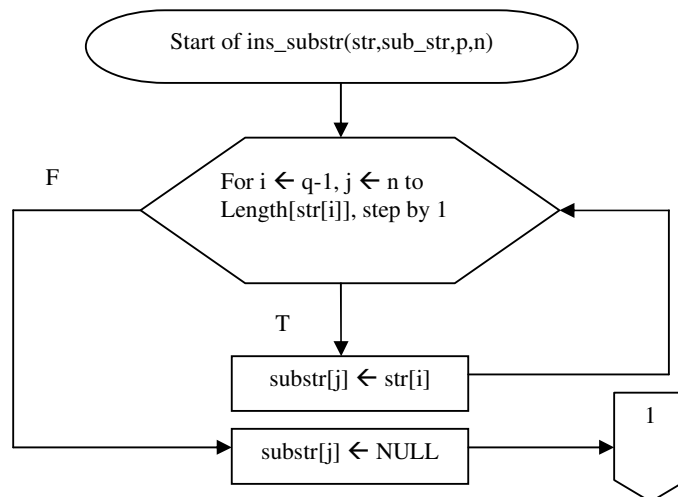 Start of ins_substr(str,sub_str,p,n)
F
For i ← q-1, j ← n to
Length[str[i]], step by 1
T
substr[j] ← str[i]
1
substr[j] ← NULL